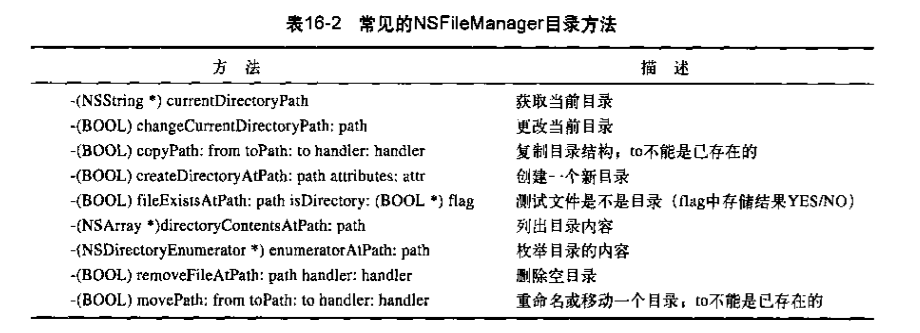 表16-2 常见的NSFileManager目录方法
方 法 描 述
-(NSString *) currentDirectoryPath 获取当前目录
-(BOOL) changeCurrentDirectoryPath: path 更改当前目录
-(BOOL) copyPath: from toPath: to handler: handler 复制目录结构，to不能是已存在的
-(BOOL) createDirectoryAtPath: path attributes: attr 创建一个新目录
-(BOOL) fileExistsAtPath: path isDirectory: (BOOL *) flag 测试文件是不是目录（flag中存储结果YES/NO）
-(NSArray *)directoryContentsAtPath: path 列出目录内容
-(NSDirectoryEnumerator *) enumeratorAtPath: path 枚举目录的内容
-(BOOL) removeFileAtPath: path handler: handler 删除空目录
-(BOOL) movePath: from toPath: to handler: handler 重命名或移动一个目录，to不能是已存在的